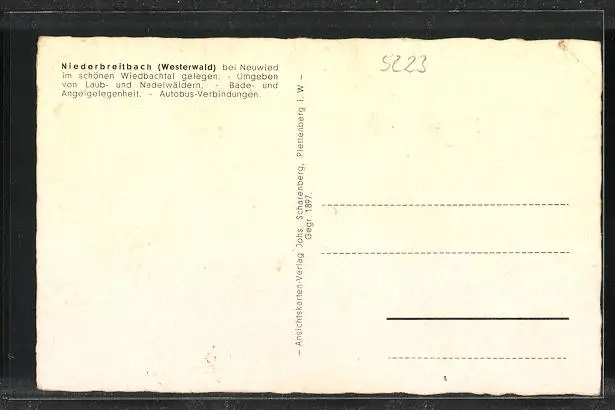 Niederbreitbach (Westerwald) bei Neuwied
im schönen Wiedbachtal gelegen. - Umgeben
von Laub- und Nadelwäldern. - Bade- und
Angelgelegenheit. - Autobus-Verbindungen.
— Ansichtskarten-Verlag Johs. Scharenberg, Plettenberg i. W —
Gegr. 1897.
5223